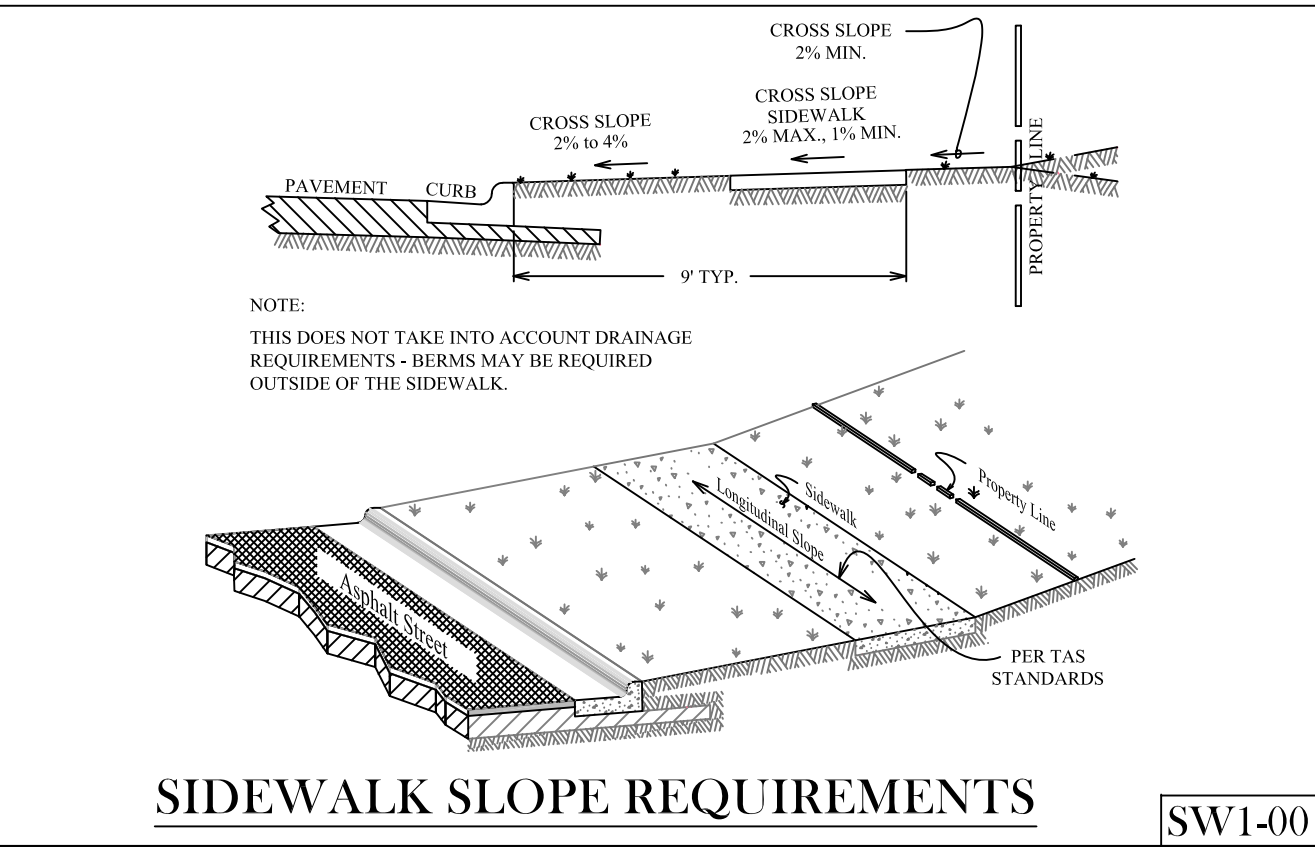 CROSS SLOPE
2% MIN.
CROSS SLOPE
SIDEWALK
2% MAX., 1% MIN.
CROSS SLOPE
2% to 4%
PAVEMENT
CURB
PROPERTY LINE
9' TYP.
NOTE:
THIS DOES NOT TAKE INTO ACCOUNT DRAINAGE
REQUIREMENTS - BERMS MAY BE REQUIRED
OUTSIDE OF THE SIDEWALK.
Property Line
Sidewalk
Longitudinal Slope
Asphalt Street
PER TAS
STANDARDS
SIDEWALK SLOPE REQUIREMENTS
SW1-00